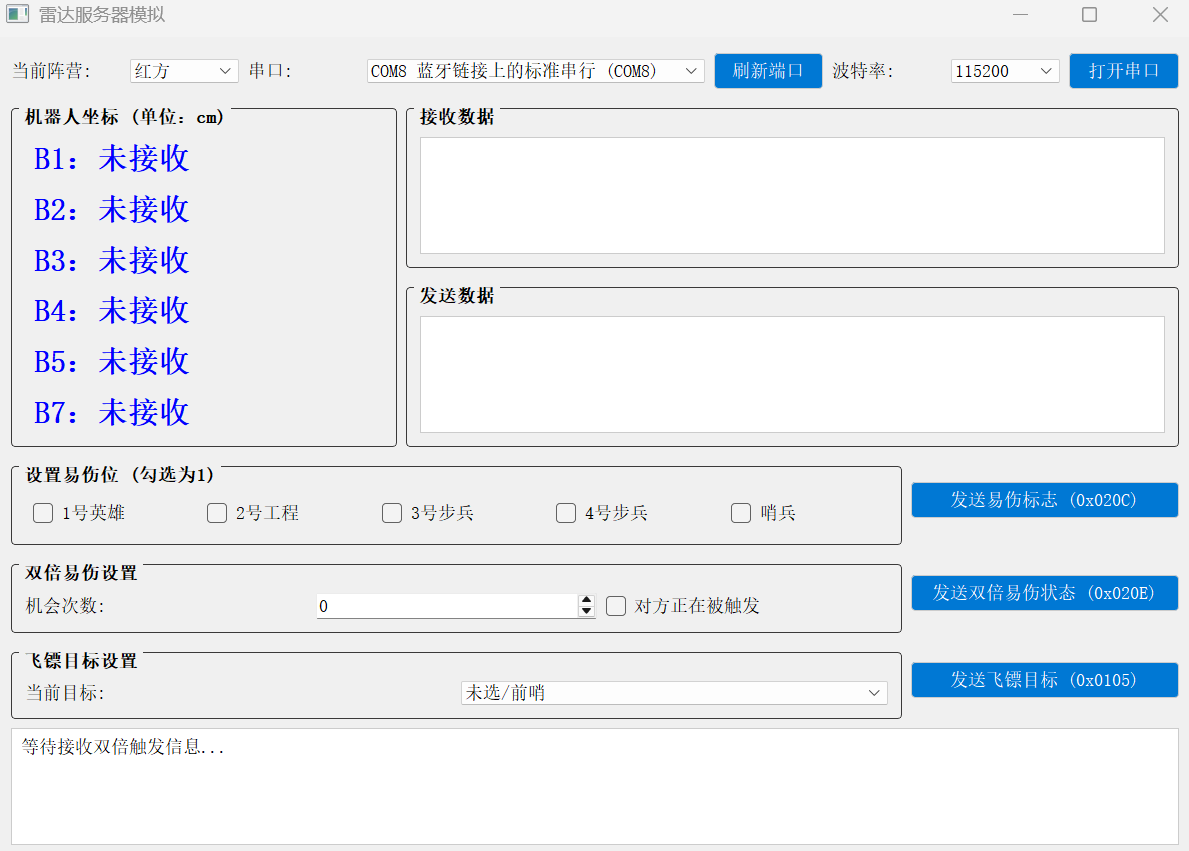 雷达服务器模拟
当前阵营: 红方 串口: COM8 蓝牙链接上的标准串行 (COM8) 刷新端口 波特率: 115200 打开串口
机器人坐标 (单位: cm)
B1: 未接收
B2: 未接收
B3: 未接收
B4: 未接收
B5: 未接收
B7: 未接收
接收数据
发送数据
设置易伤位 (勾选为1)
1号英雄 2号工程 3号步兵 4号步兵 哨兵
发送易伤标志 (0x020C)
双倍易伤设置
机会次数: 0 对方正在被触发
发送双倍易伤状态 (0x020E)
飞镖目标设置
当前目标: 未选/前哨
发送飞镖目标 (0x0105)
等待接收双倍触发信息...